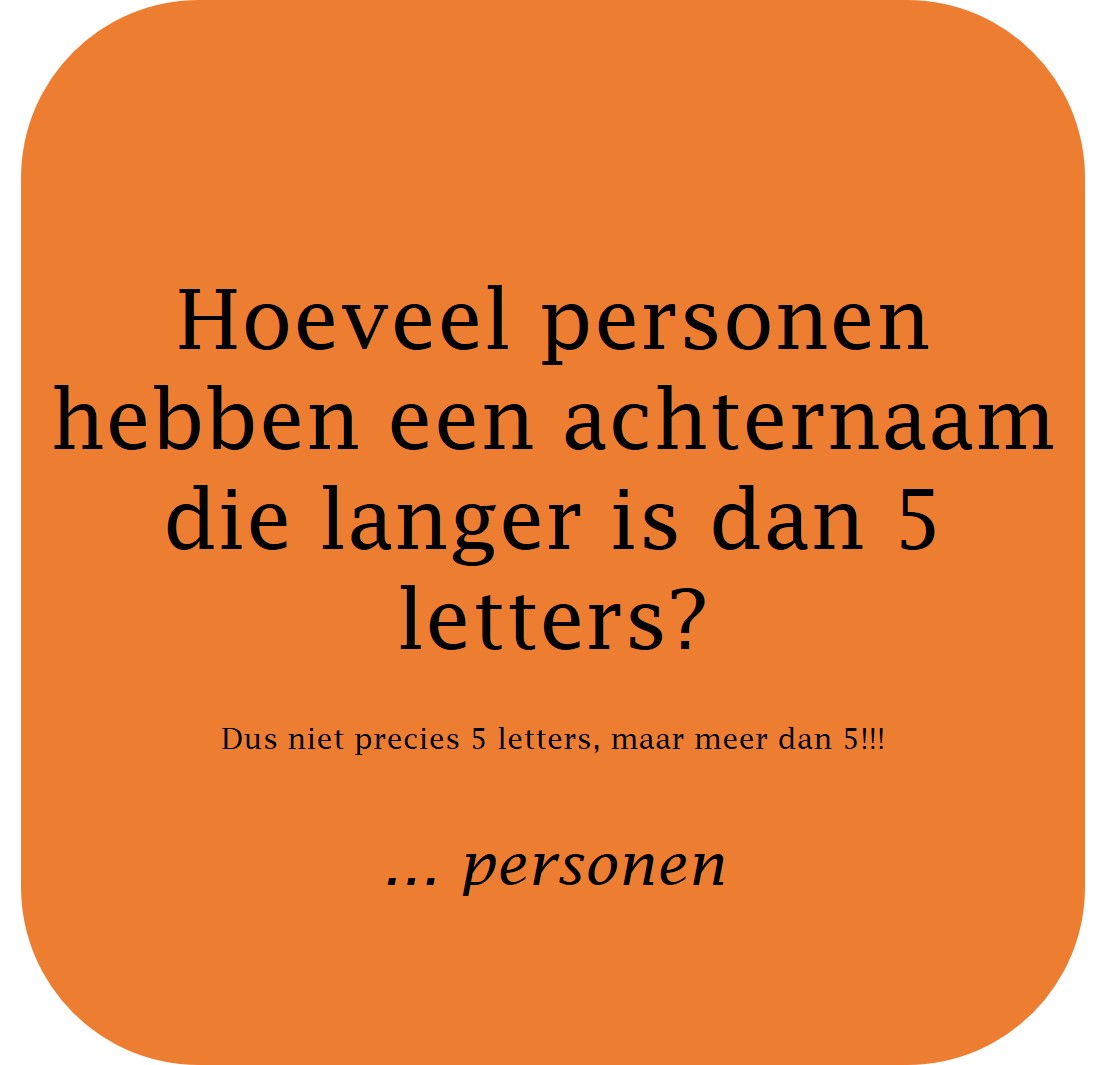 Hoeveel personen
hebben een achternaam
die langer is dan 5
letters?
Dus niet precies 5 letters, maar meer dan 5!!!
... personen